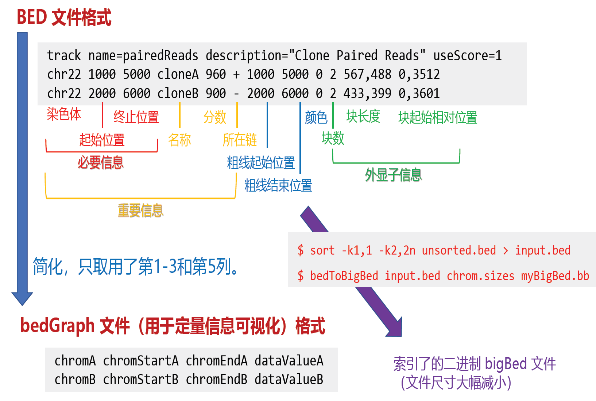 BED 文件格式
track name=pairedReads description="Clone Paired Reads" useScore=1
chr22 1000 5000 cloneA 960 + 1000 5000 0 2 567,488 0,3512
chr22 2000 6000 cloneB 900 - 2000 6000 0 2 433,399 0,3601
染色体 终止位置 分数 颜色 块长度 块起始相对位置
起始位置 名称 所在链 块数
必要信息 粗线起始位置 外显子信息
粗线结束位置
重要信息
$ sort -k1,1 -k2,2n unsorted.bed > input.bed
$ bedToBigBed input.bed chrom.sizes myBigBed.bb
简化，只取用了第1-3和第5列。
bedGraph 文件（用于定量信息可视化）格式
chromA chromStartA chromEndA dataValueA
chromB chromStartB chromEndB dataValueB
索引了的二进制 bigBed 文件
（文件尺寸大幅减小）